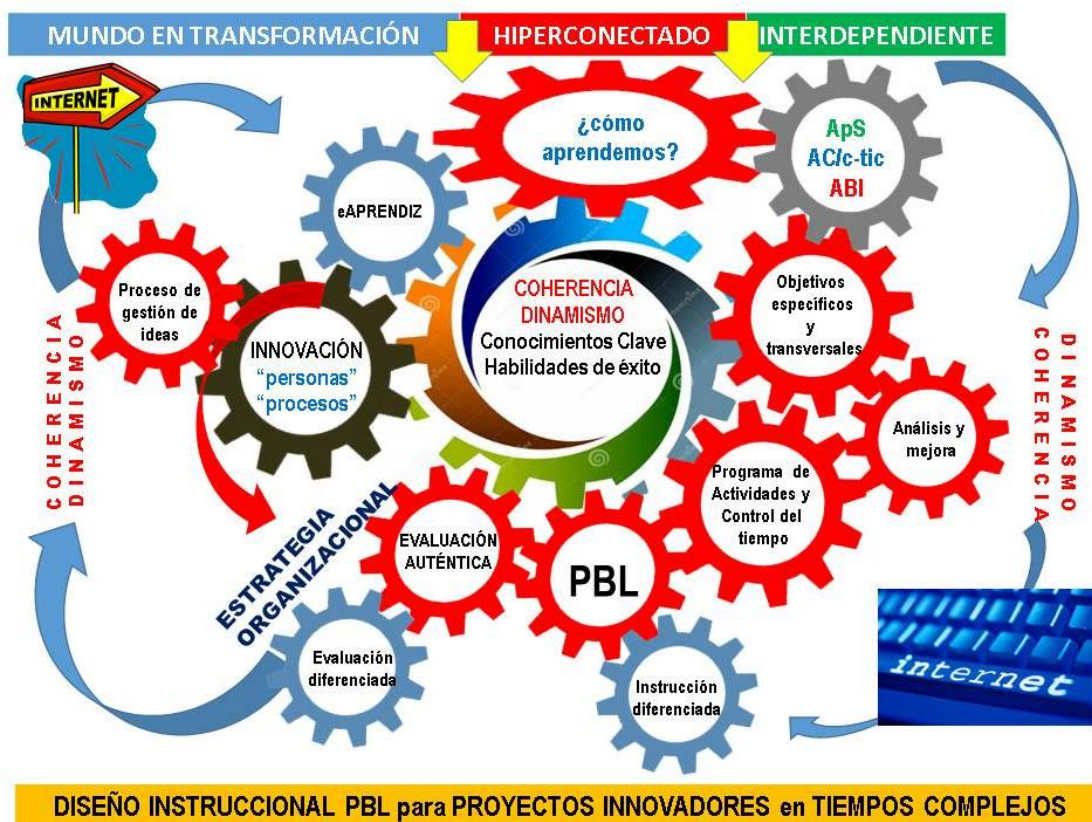 MUNDO EN TRANSFORMACIÓN
HIPERCONECTADO
INTERDEPENDIENTE
INTERNET
¿cómo
aprendemos?
ApS
AC/c-tic
ABI
eAPRENDIZ
Proceso de
gestión de
ideas
INNOVACIÓN
“personas”
“procesos”
COHERENCIA
DINAMISMO
Conocimientos Clave
Habilidades de éxito
Objetivos
específicos
y
transversales
Análisis y
mejora
COHERENCIA
DINAMISMO
DINAMISMO
COHERENCIA
Programa de
Actividades y
Control del
tiempo
ESTRATEGIA
ORGANIZACIONAL
EVALUACIÓN
AUTÉNTICA
PBL
Evaluación
diferenciada
Instrucción
diferenciada
internet
DISEÑO INSTRUCCIONAL PBL para PROYECTOS INNOVADORES en TIEMPOS COMPLEJOS